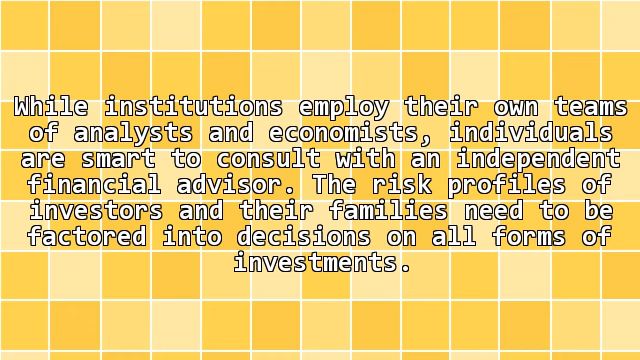 While institutions employ their own teams
of analysts and economists, individuals
are smart to consult with an independent
financial advisor. The risk profiles of
investors and their families need to be
factored into decisions on all forms of
investments.